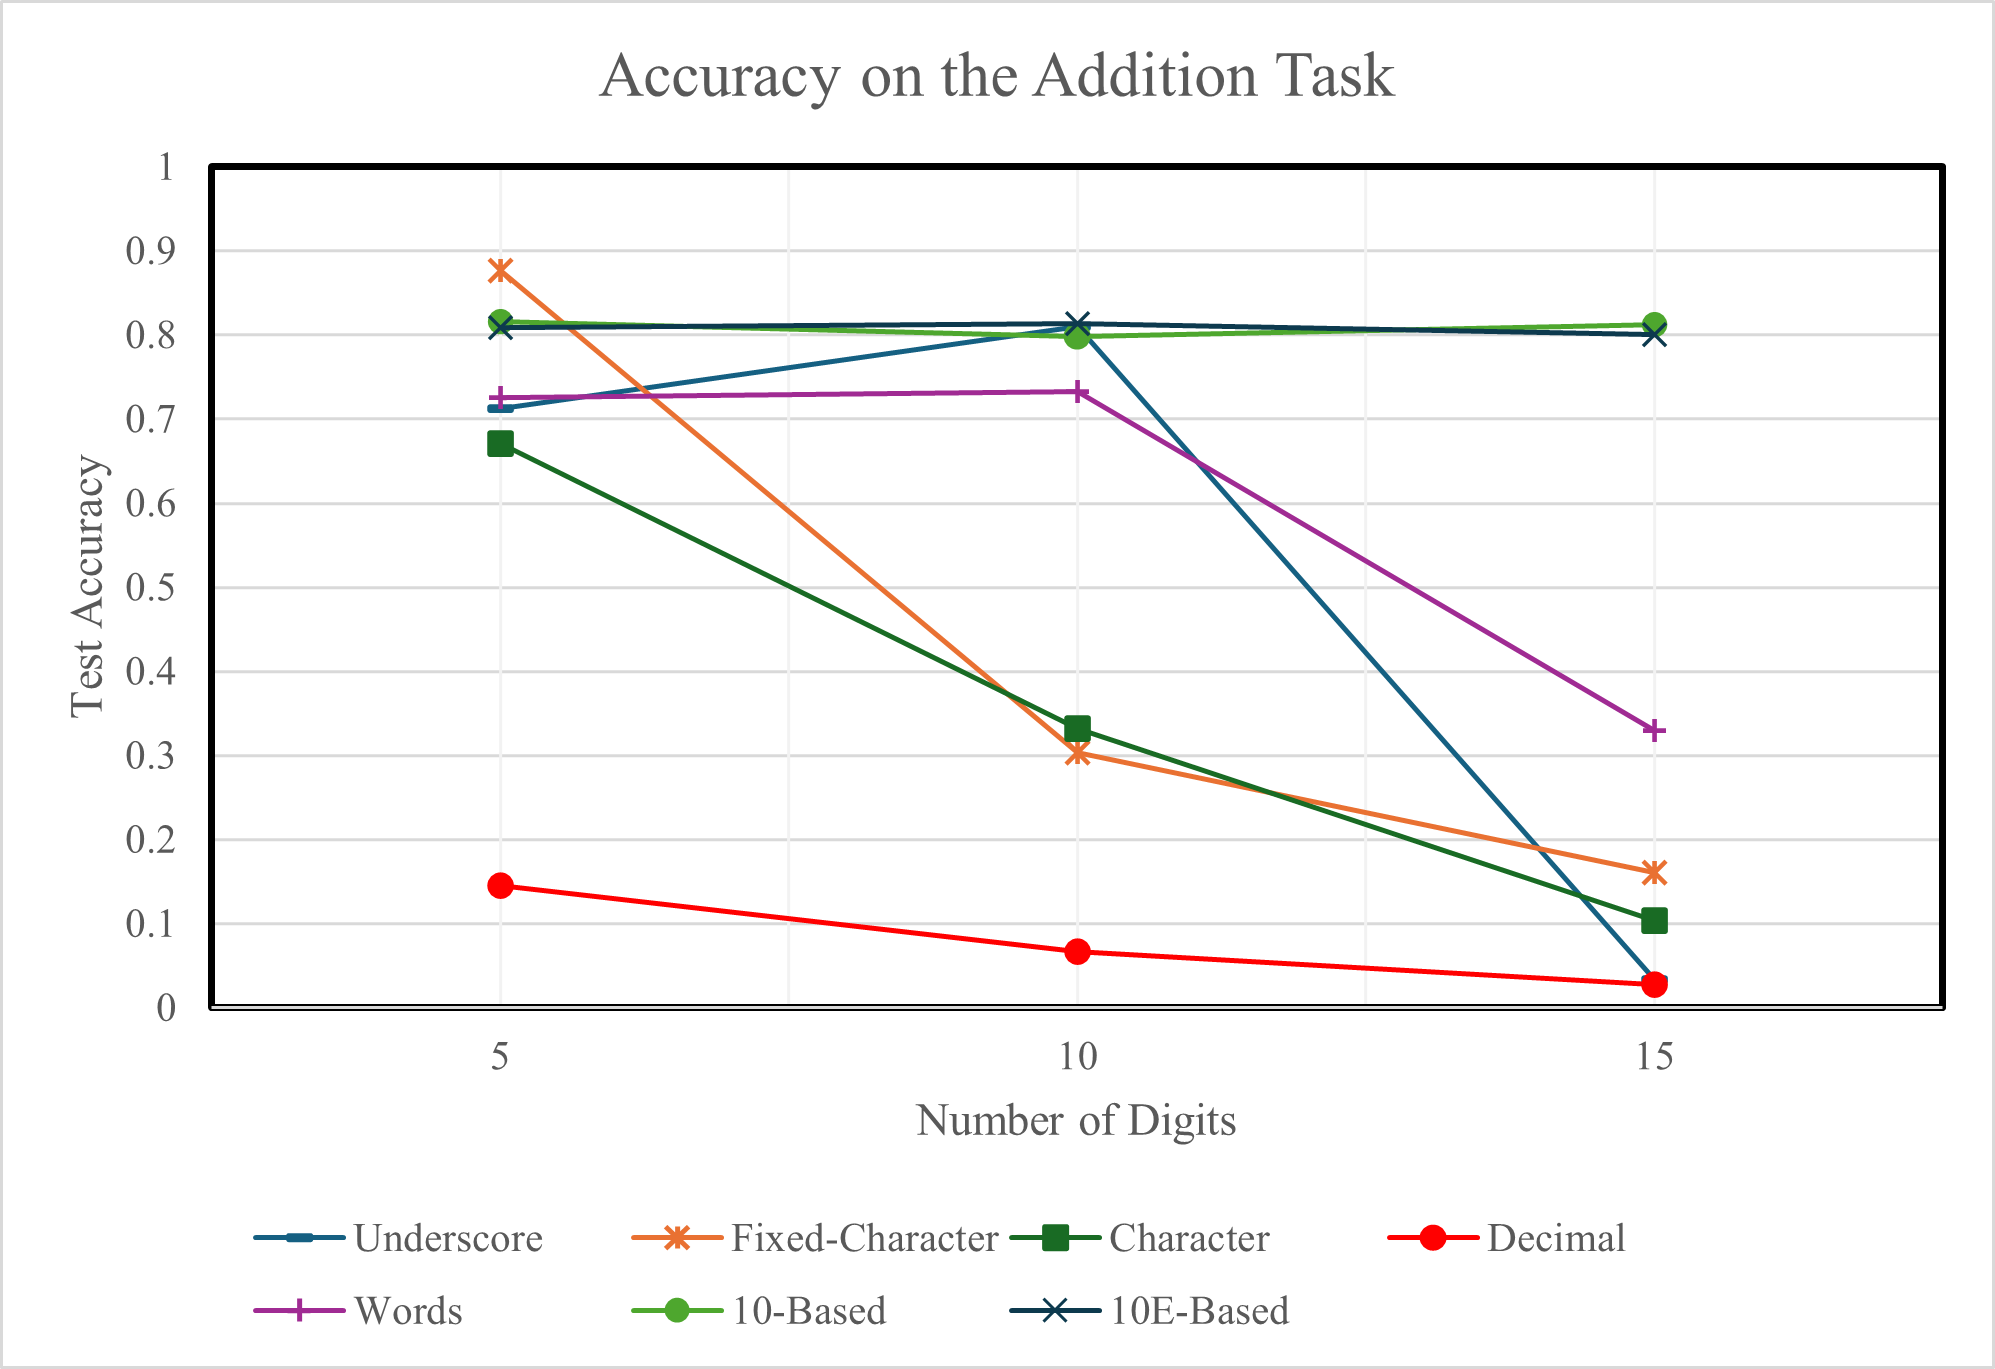 Accuracy on the Addition Task
1
0.9
0.8
0.7
0.6
0.5
0.4
0.3
0.2
0.1
0
Test Accuracy
5 10 15
Number of Digits
Underscore Fixed-Character Character Decimal
Words 10-Based 10E-Based